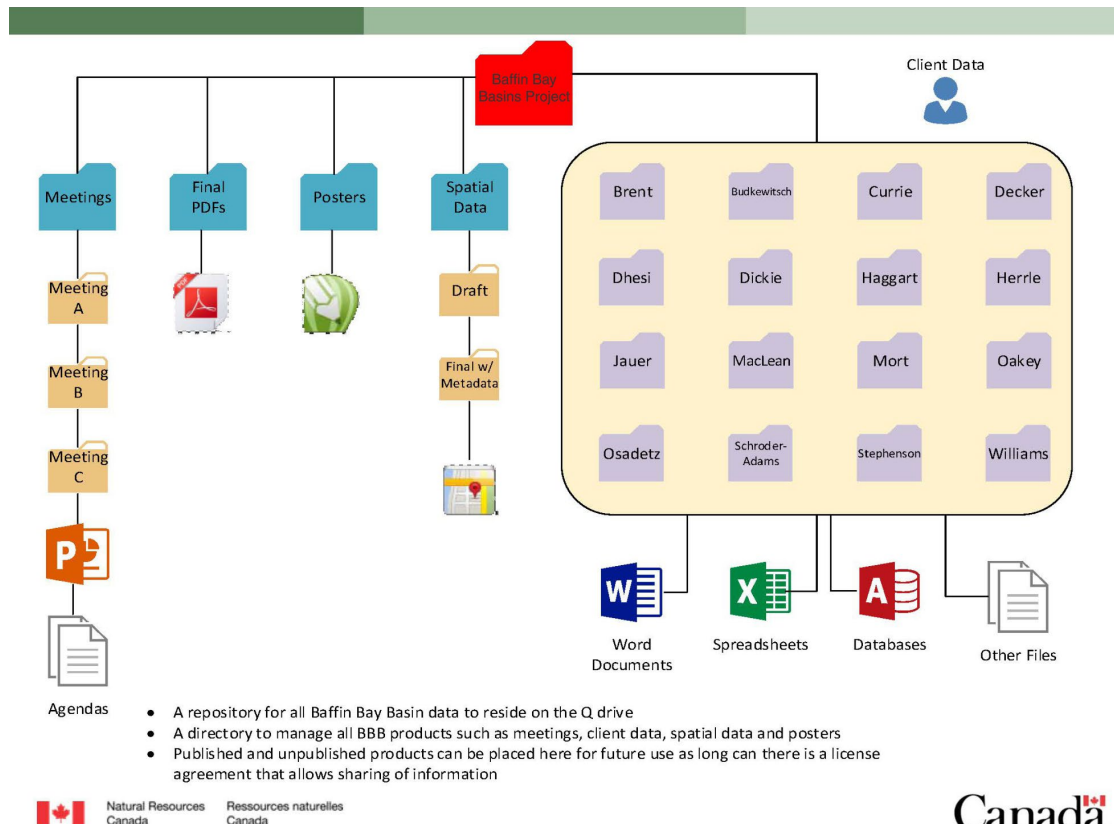 Baffin Bay
Basins Project
Client Data
Meetings
Final
PDFs
Posters
Spatial
Data
Brent
Budkewitsch
Currie
Decker
Meeting
A
PDF
Draft
Dhesi
Dickie
Haggart
Herrle
Meeting
B
Final w/
Metadata
Jauer
MacLean
Mort
Oakey
Meeting
C
Osadetz
Schroder-
Adams
Stephenson
Williams
P
W
X
A
Word
Documents
Spreadsheets
Databases
Other Files
Agendas
• A repository for all Baffin Bay Basin data to reside on the Q drive
• A directory to manage all BBB products such as meetings, client data, spatial data and posters
• Published and unpublished products can be placed here for future use as long can there is a license
agreement that allows sharing of information
Natural Resources
Canada
Ressources naturelles
Canada
Canada